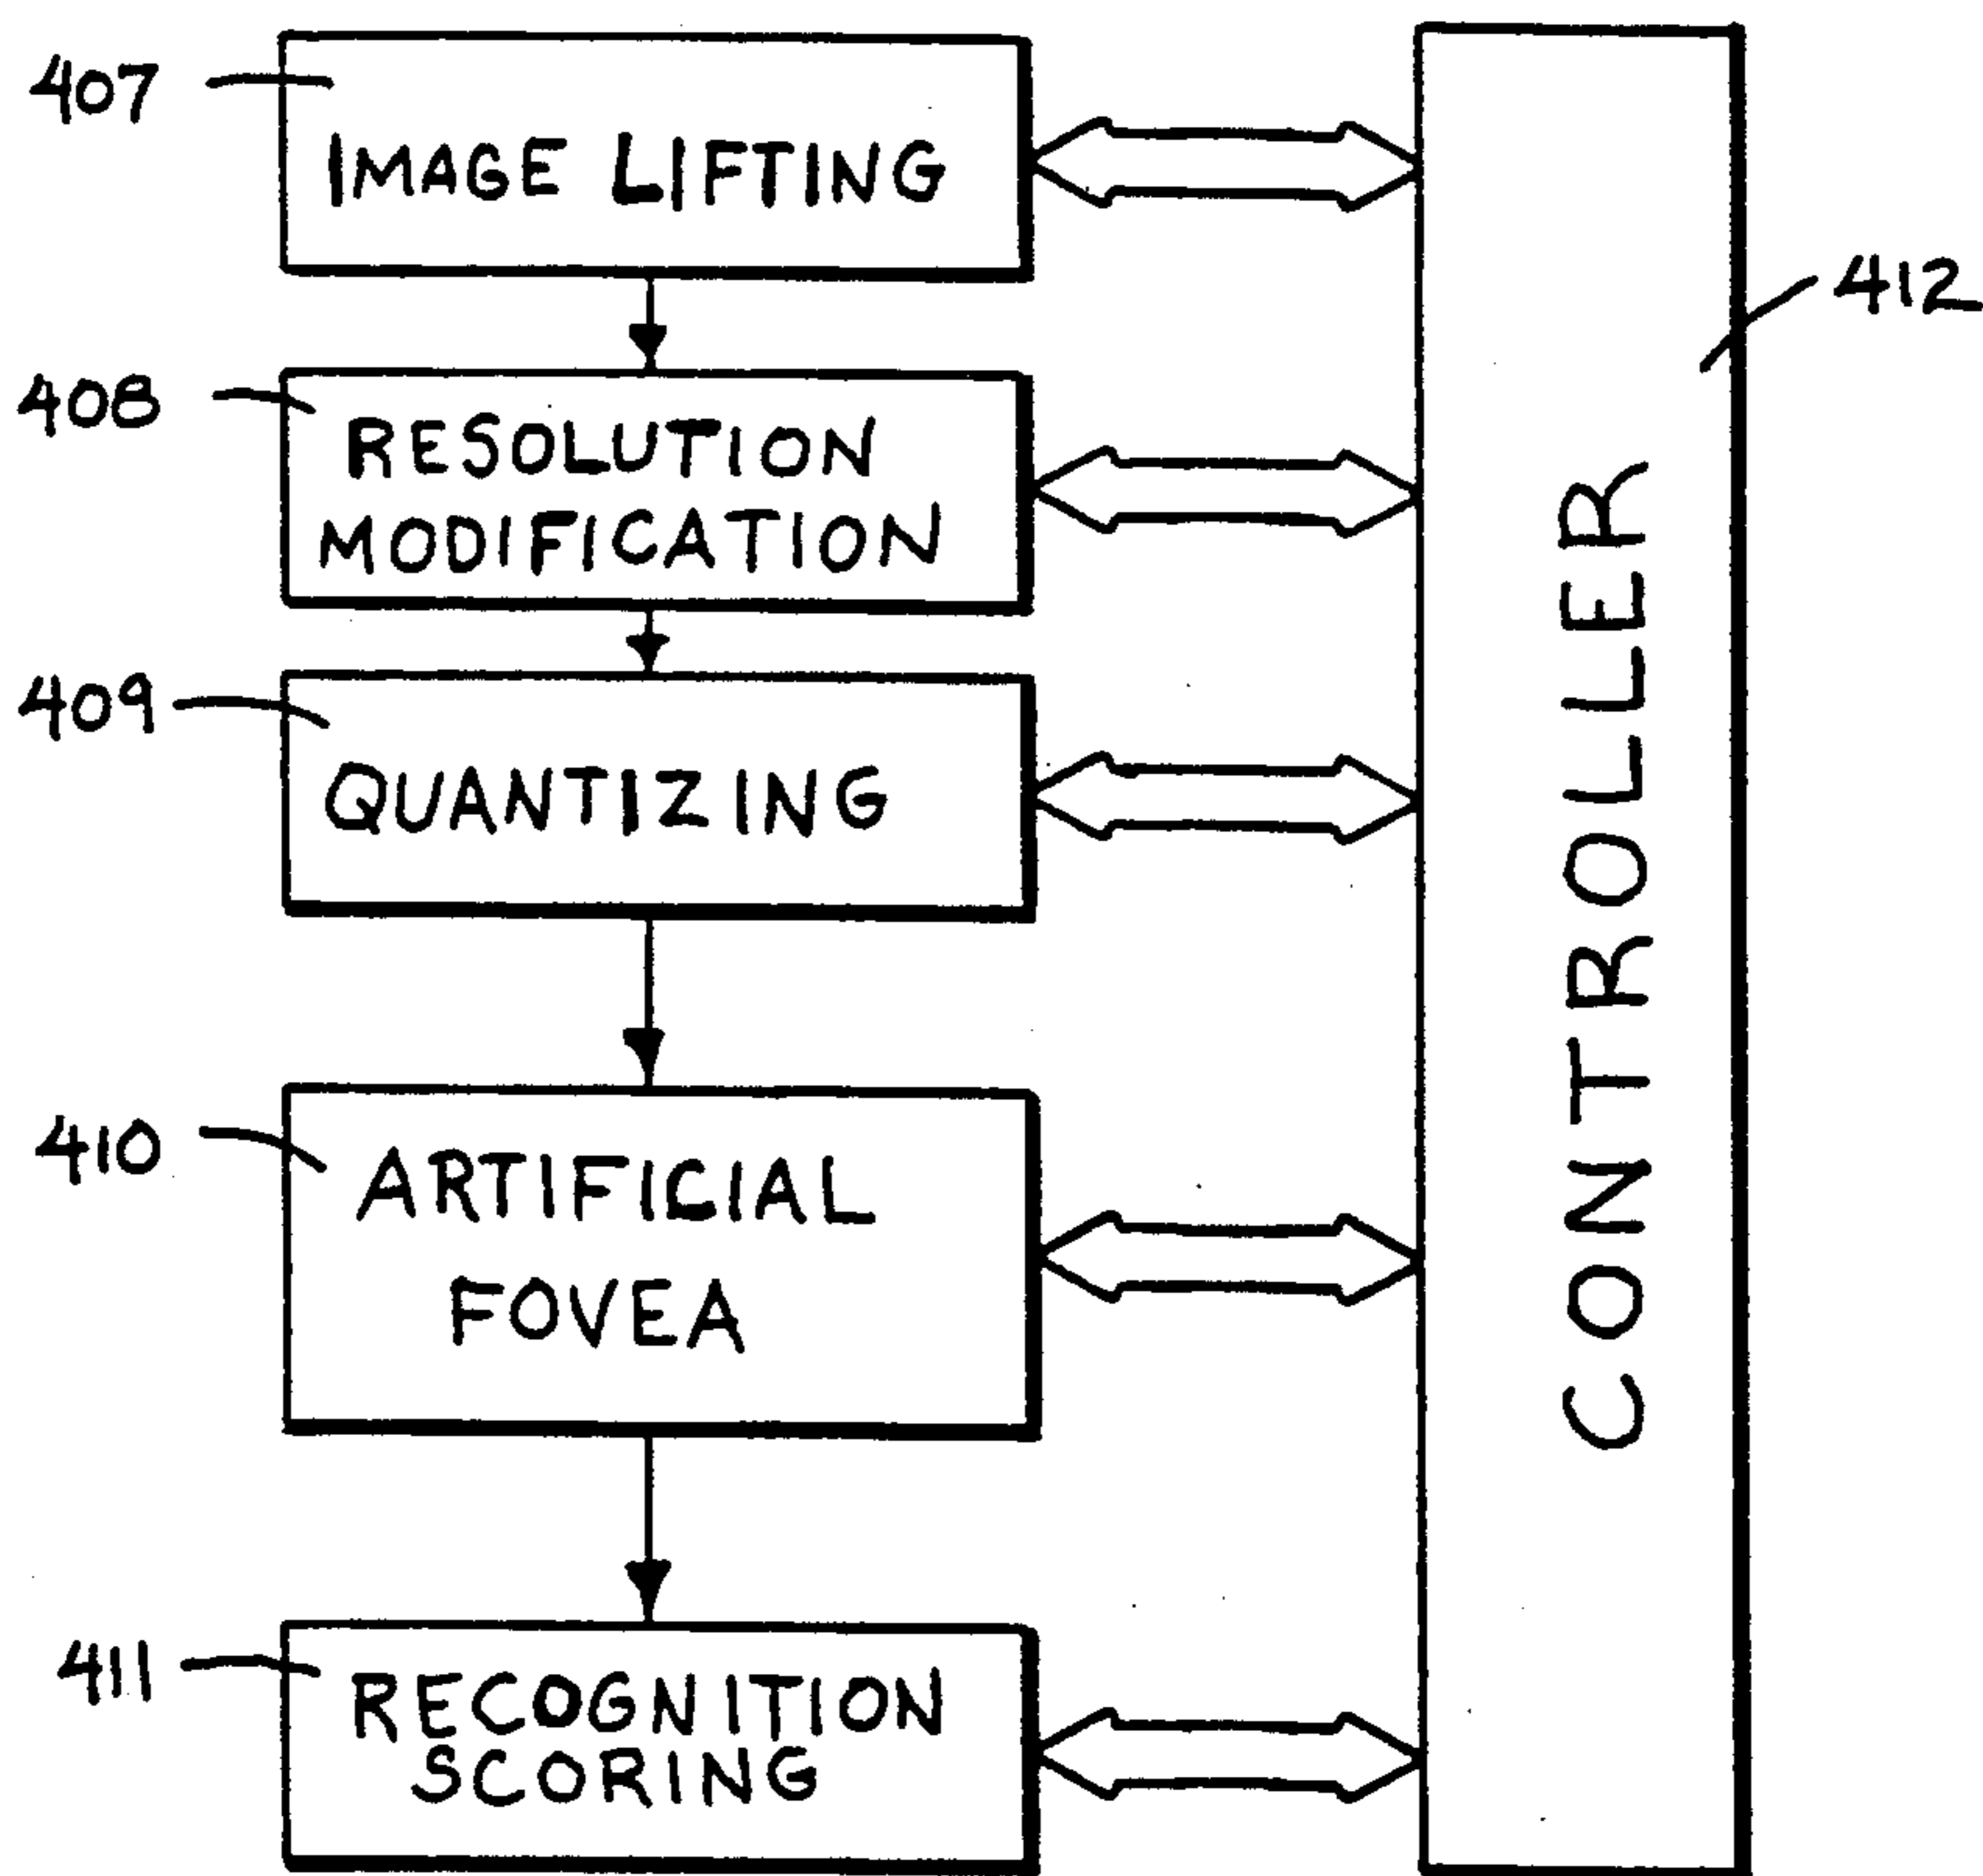 407
IMAGE LIFTING
408
RESOLUTION
MODIFICATION
409
QUANTIZING
410
ARTIFICIAL
FOVEA
411
RECOGNITION
SCORING
412
CONTROLLER